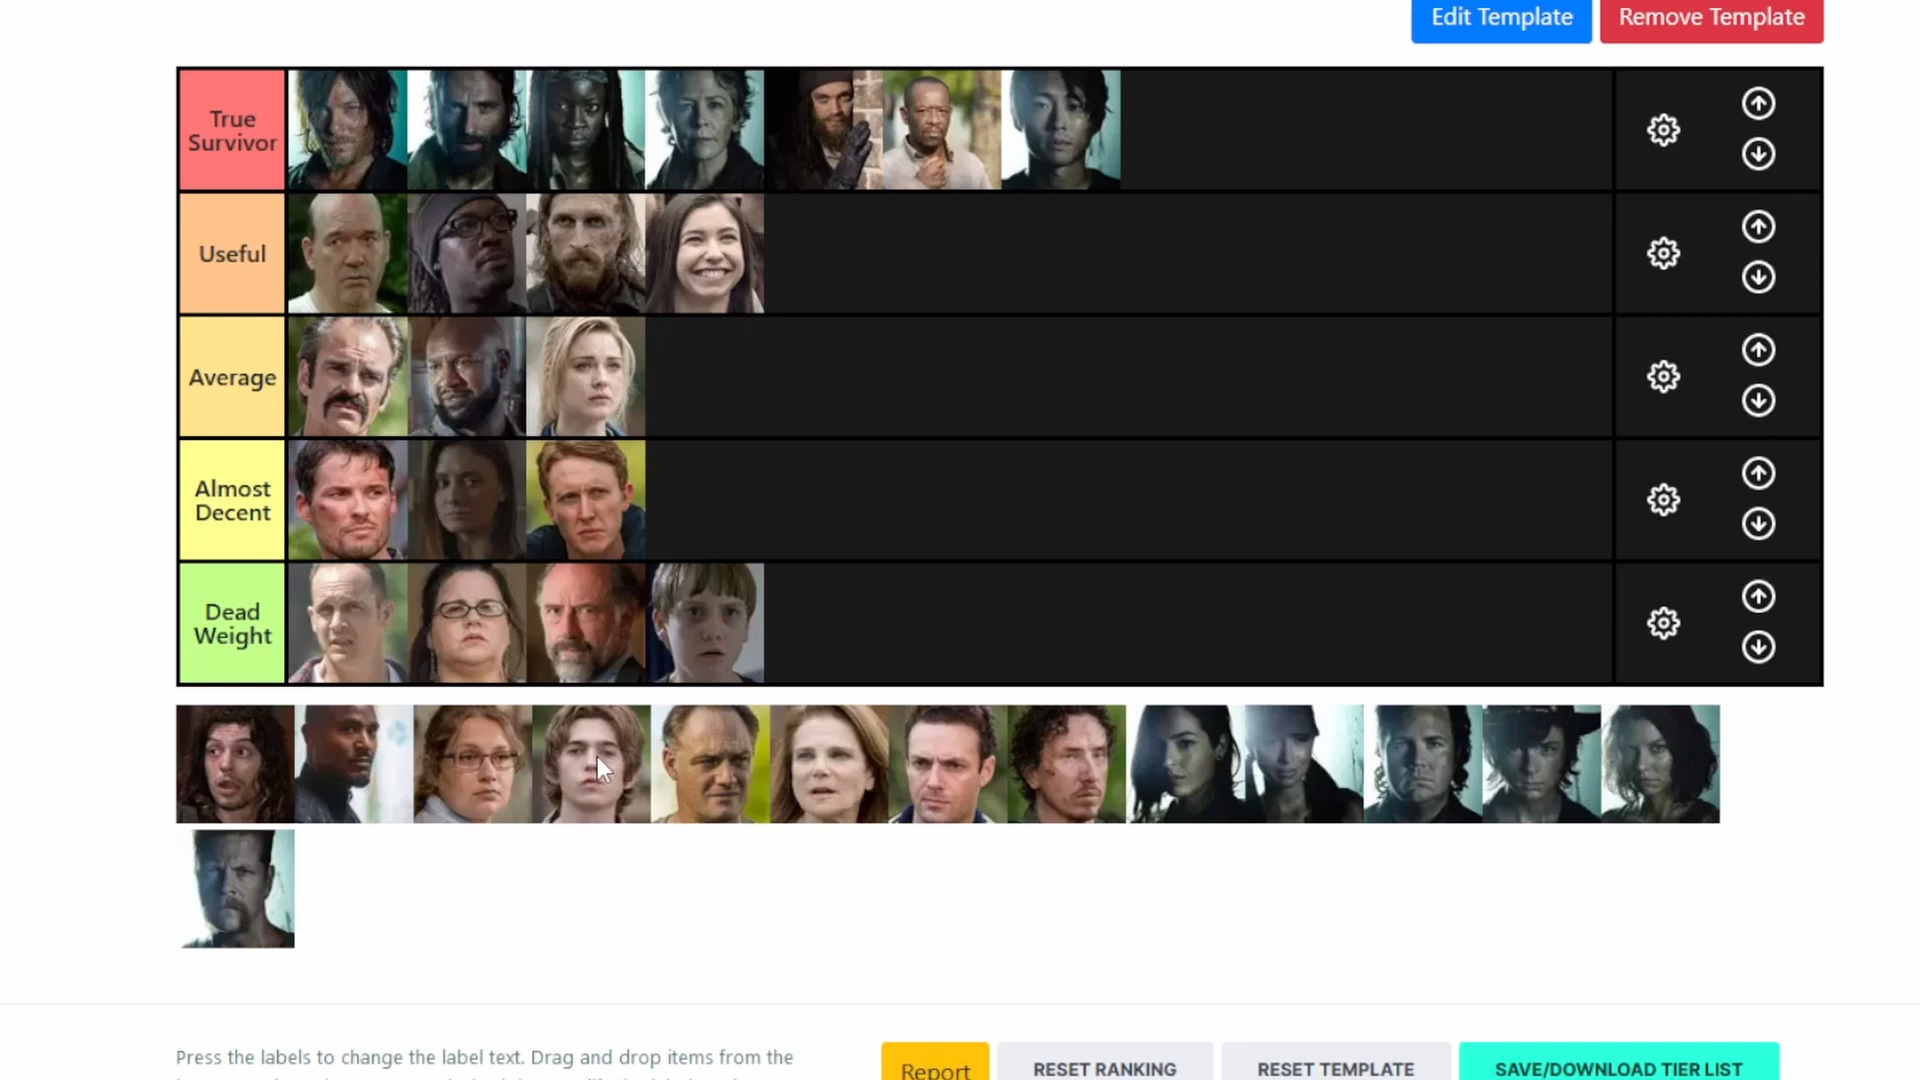 Edit Template
Remove Template
True
Survivor
Useful
Average
Almost
Decent
Dead
Weight
Press the labels to change the label text. Drag and drop items from the
Report
RESET RANKING
RESET TEMPLATE
SAVE/DOWNLOAD TIER LIST